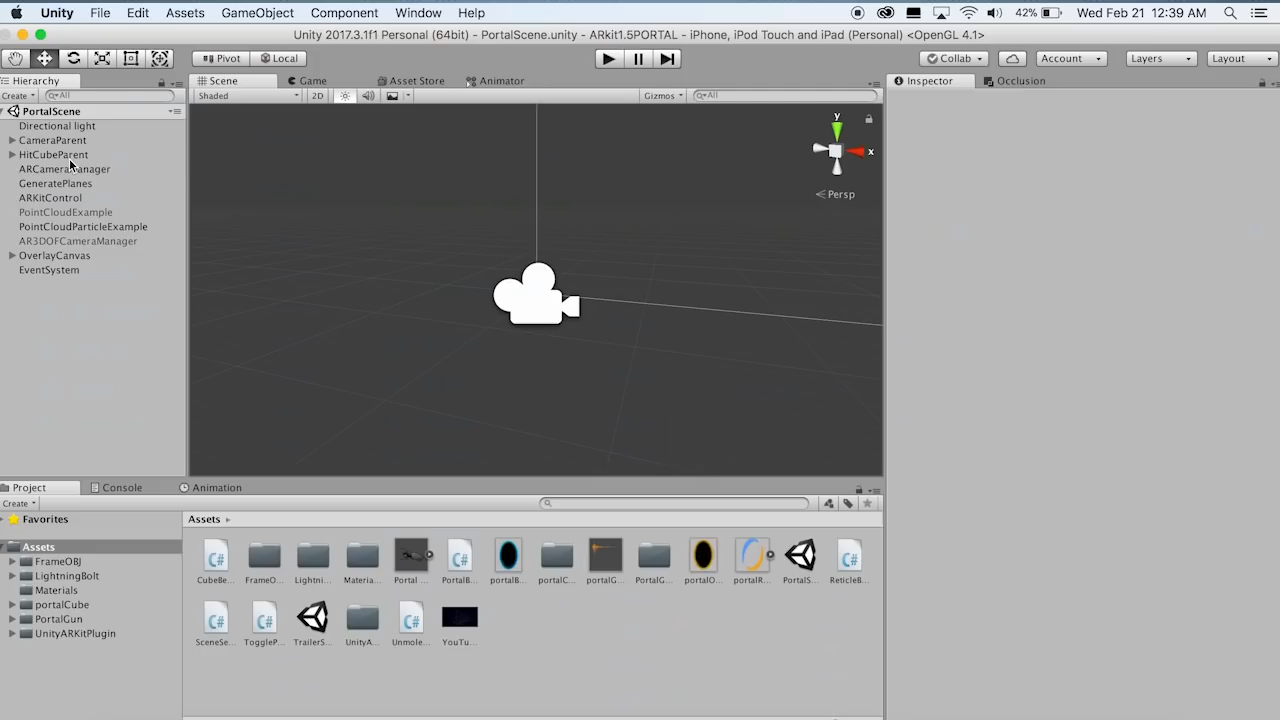 Unity File Edit Assets GameObject Component Window Help 42% Wed Feb 21 12:39 AM
Unity 2017.3.1f1 Personal (64bit) - PortalScene.unity - ARkit1.5PORTAL - iPhone, iPod Touch and iPad (Personal) <OpenGL 4.1>
Pivot Local Collab Account Layers Layout
Hierarchy Scene Game Asset Store Animator Inspector Occlusion
Create All Shaded 2D Gizmos All
PortalScene
Directional light
CameraParent
HitCubeParent
ARCameraManager
GeneratePlanes
ARKitControl
PointCloudExample
PointCloudParticleExample
AR3DOFCameraManager
OverlayCanvas
EventSystem
y
x
Persp
Project Console Animation
Create
Favorites
Assets
FrameOBJ
LightningBolt
Materials
portalCube
PortalGun
UnityARKitPlugin
Assets
CubeBe... FrameO... Lightni... Materia... Portal ... PortalB... portalB... portalC... portalG... PortalG... portalO... portalR... PortalS... ReticleB...
SceneSe... ToggleP... TrailerS... UnityA... Unmole... YouTu...
C# C# C# C# C# C#